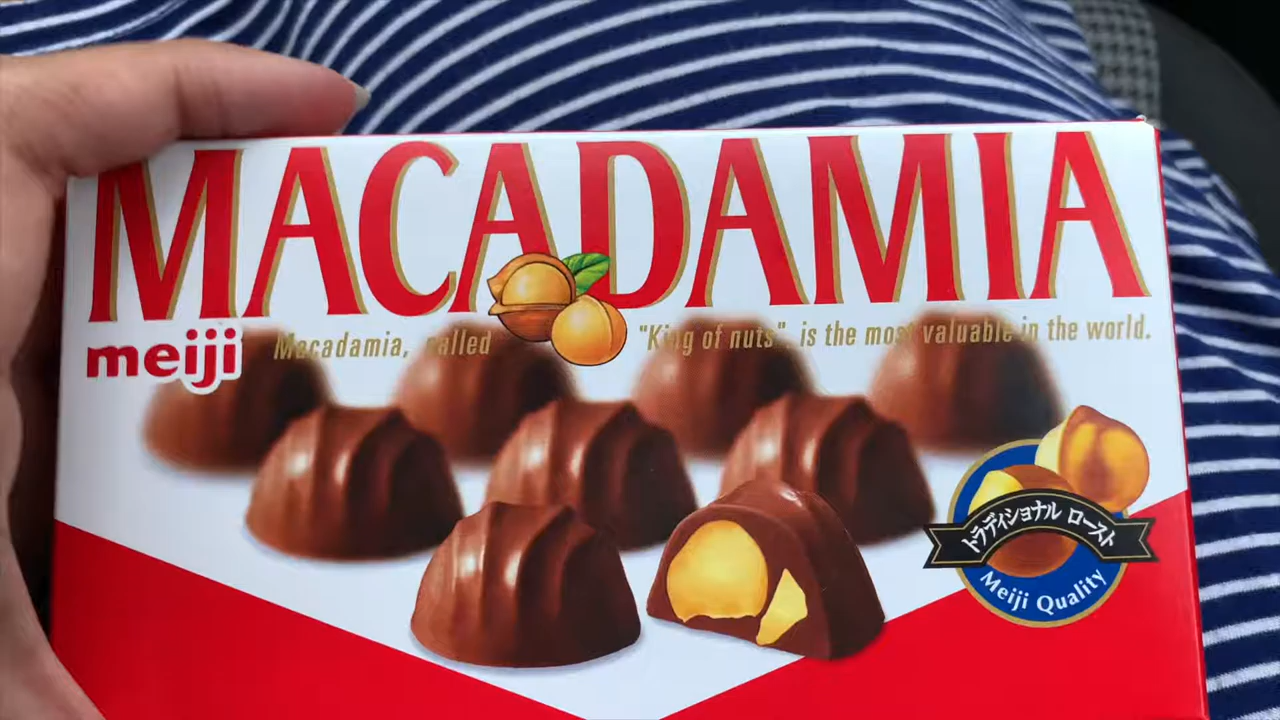 MACADAMIA
meiji
Macadamia, called "King of nuts". is the most valuable in the world.
トラディショナル ロースト
Meiji Quality